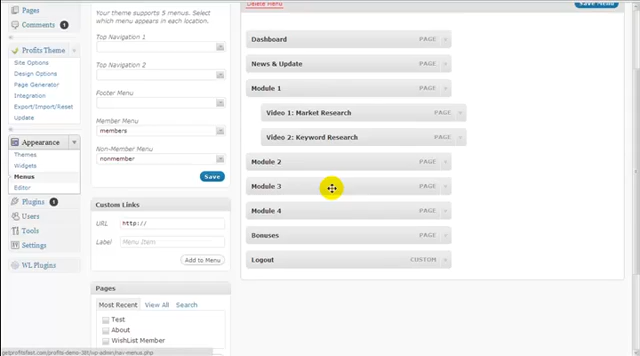 Pages
Comments 1
Profits Theme
Site Options
Design Options
Page Generator
Integration
Export/Import/Reset
Update
Appearance
Themes
Widgets
Menus
Editor
Plugins 1
Users
Tools
Settings
WL Plugins
Your theme supports 5 menus. Select
which menu appears in each location.
Top Navigation 1
Top Navigation 2
Footer Menu
Member Menu
members
Non-Member Menu
nonmember
Save
Custom Links
URL http://
Label Menu Item
Add to Menu
Pages
Most Recent View All Search
Test
About
WishList Member
Delete Menu
Save Menu
Dashboard PAGE
News & Update PAGE
Module 1 PAGE
Video 1: Market Research PAGE
Video 2: Keyword Research PAGE
Module 2 PAGE
Module 3 PAGE
Module 4 PAGE
Bonuses PAGE
Logout CUSTOM